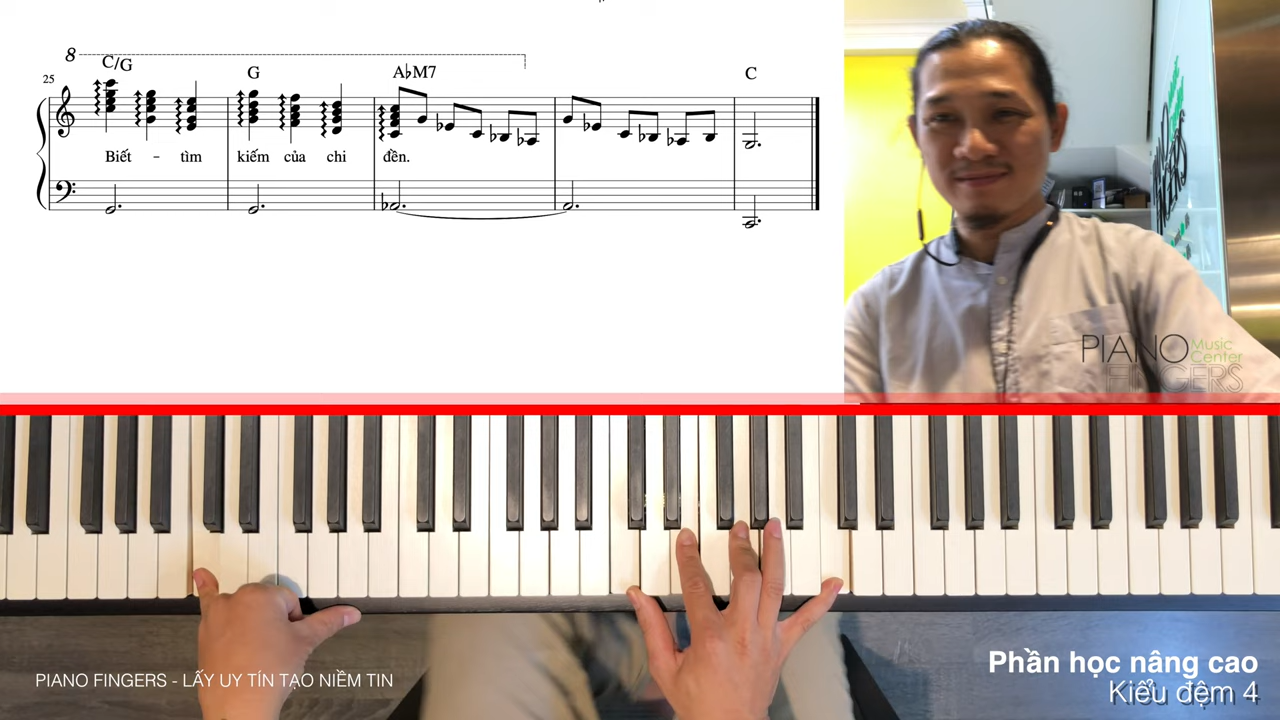 8
C/G
G
A♭M7
C
25
Biết - tìm kiếm của chi đền.
PIANO Music
Center
FINGERS
PIANO FINGERS - LẤY UY TÍN TẠO NIỀM TIN
Phần học nâng cao
Kiểu đệm 4